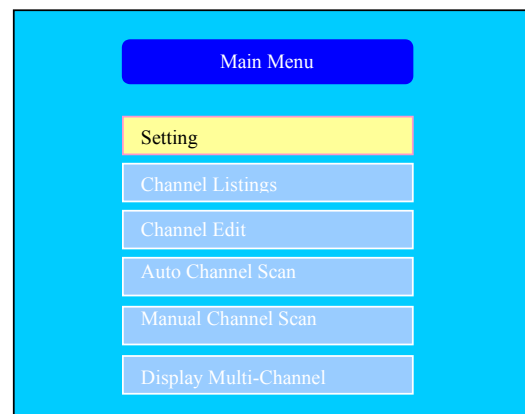 Main Menu
Setting
Channel Listings
Channel Edit
Auto Channel Scan
Manual Channel Scan
Display Multi-Channel